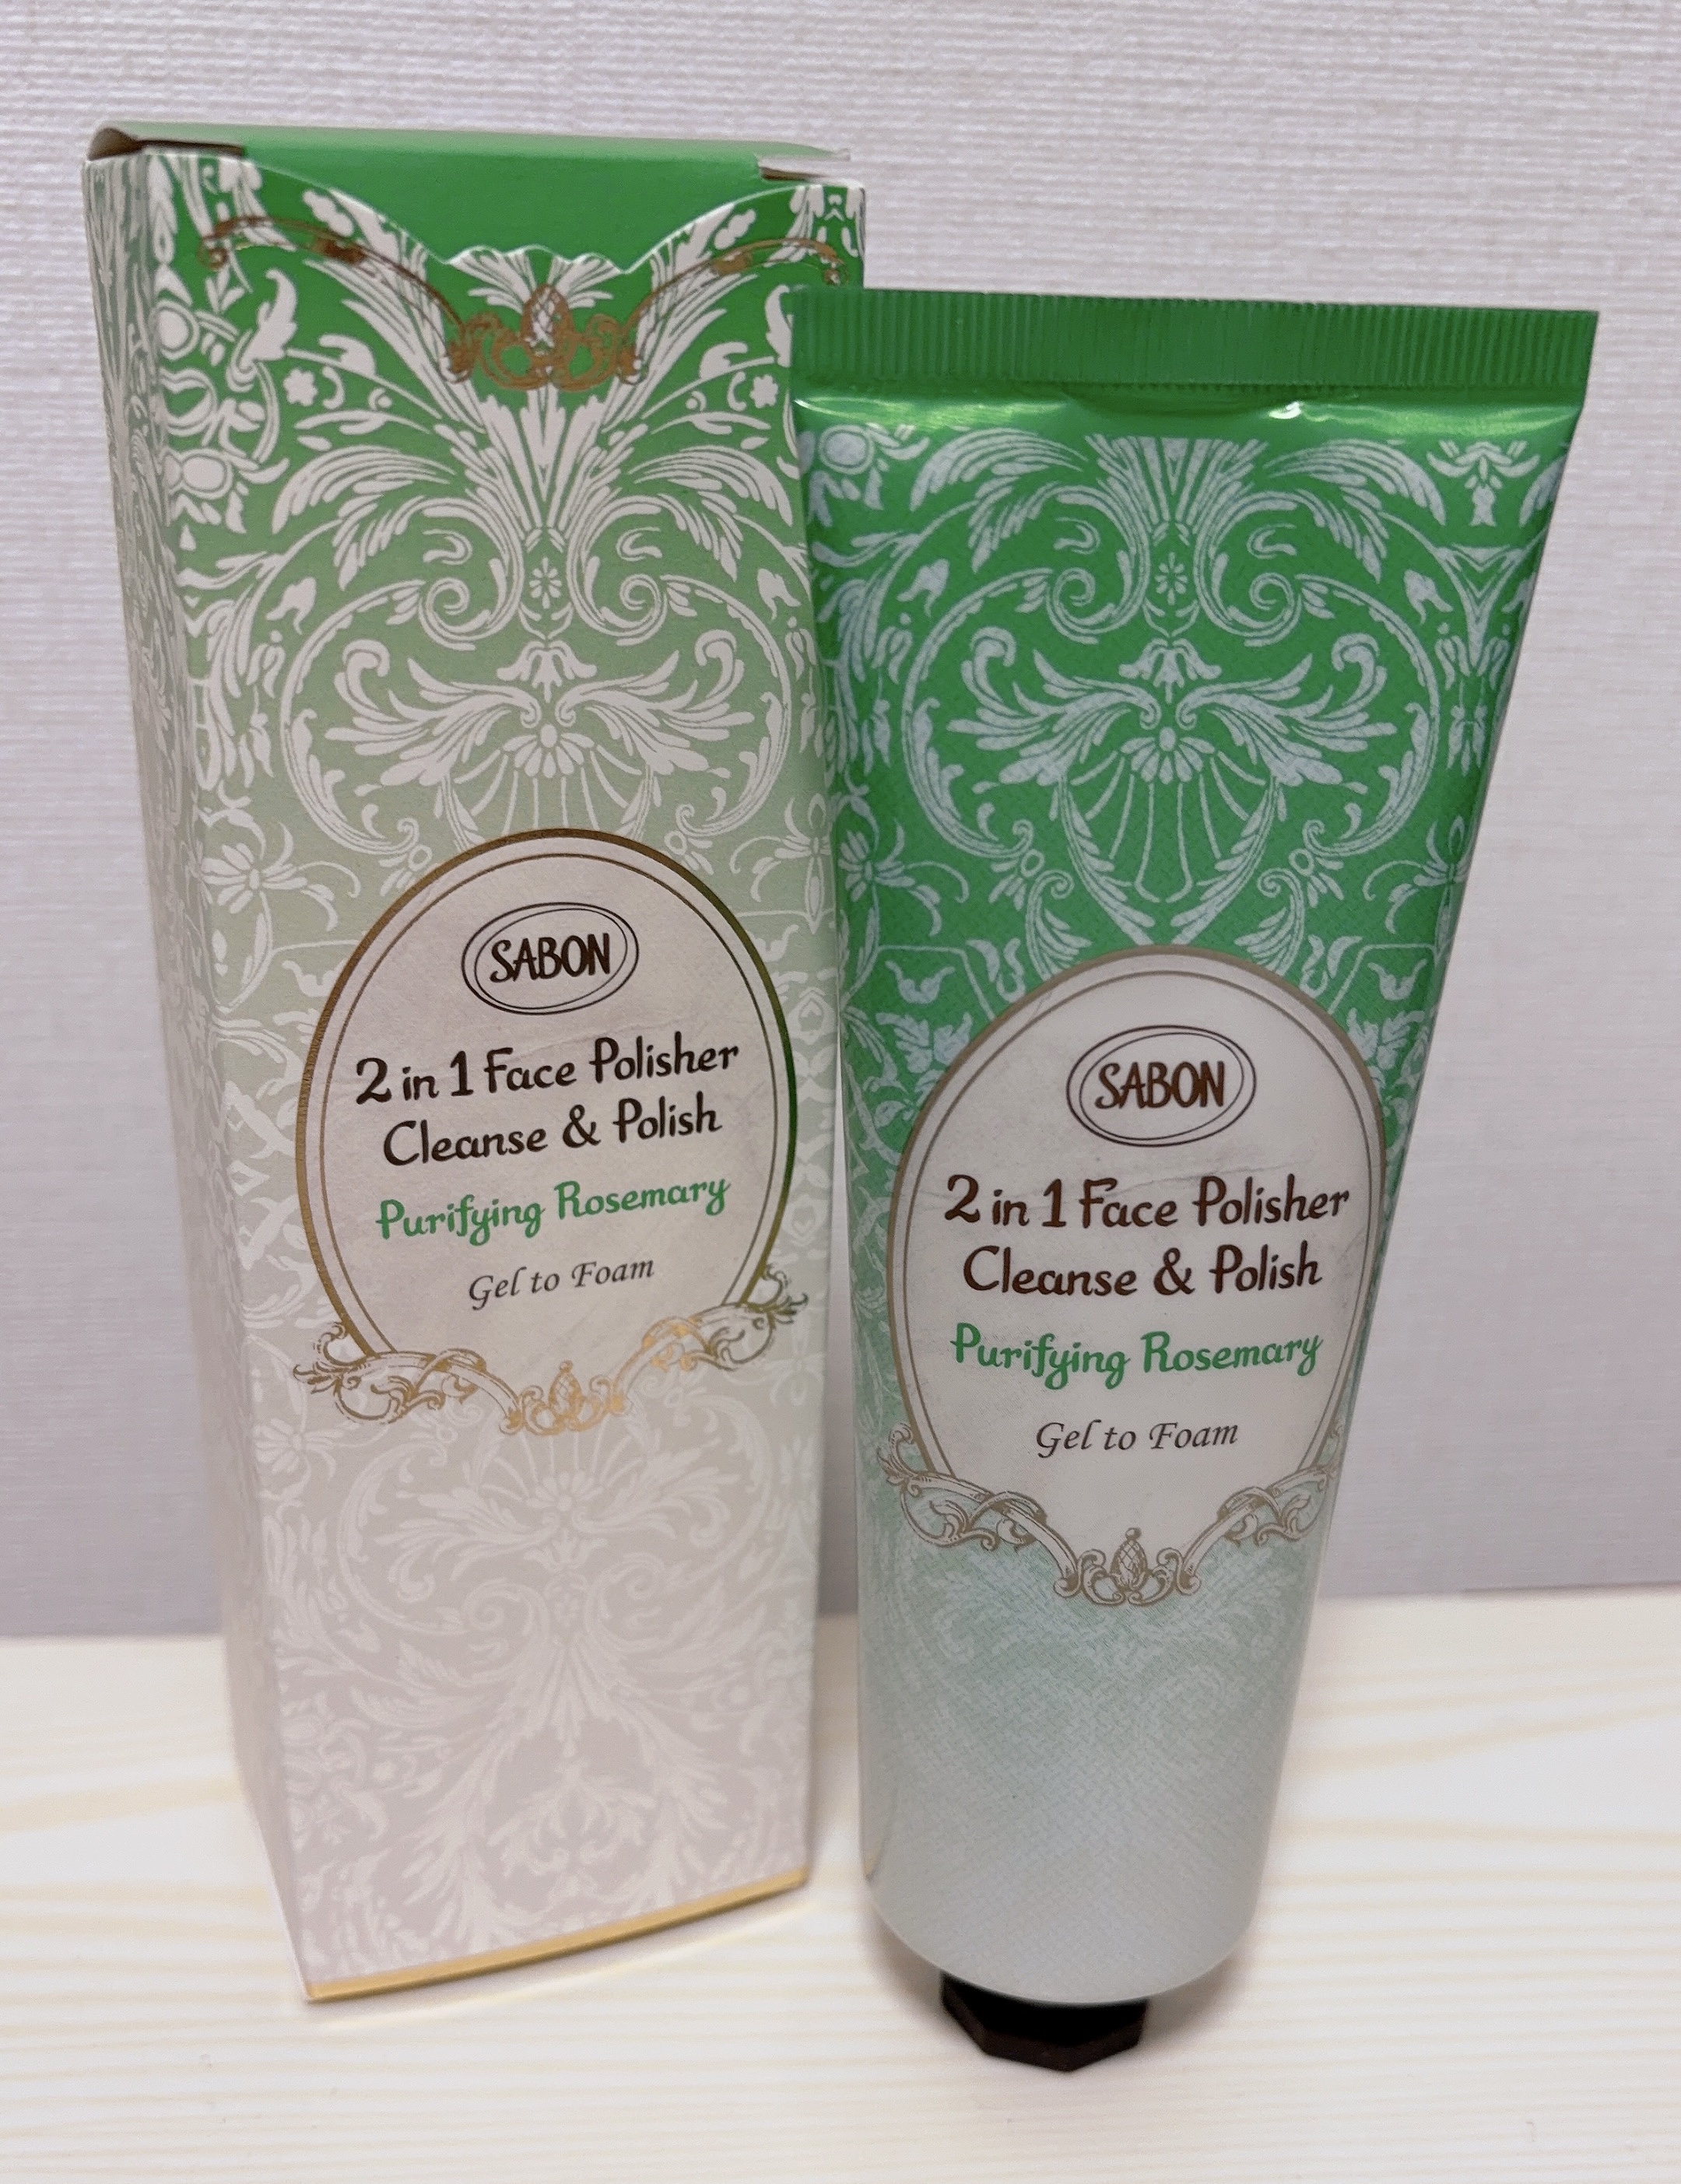 SABON
2 in 1 Face Polisher
Cleanse & Polish
Purifying Rosemary
Gel to Foam
SABON
2 in 1 Face Polisher
Cleanse & Polish
Purifying Rosemary
Gel to Foam